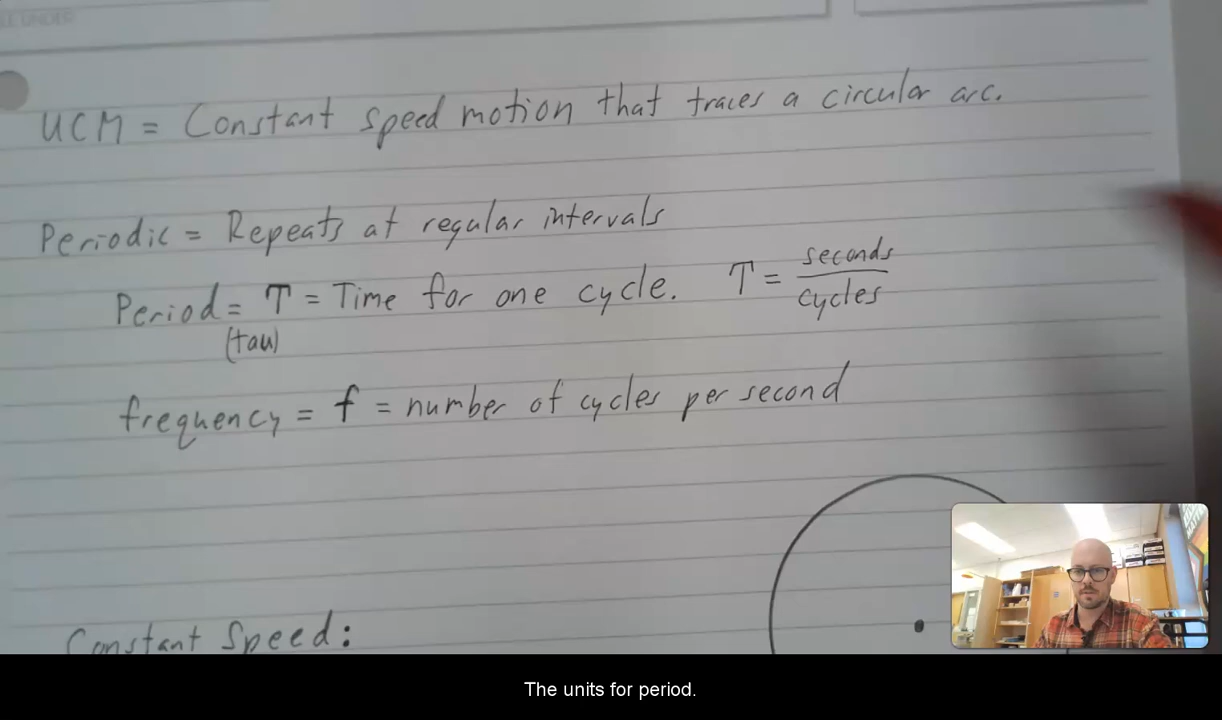 UCM = Constant speed motion that traces a circular arc.
Periodic = Repeats at regular intervals
Period = T = Time for one cycle. T = seconds / cycles
(tau)
frequency = f = number of cycles per second
Constant Speed:
The units for period.